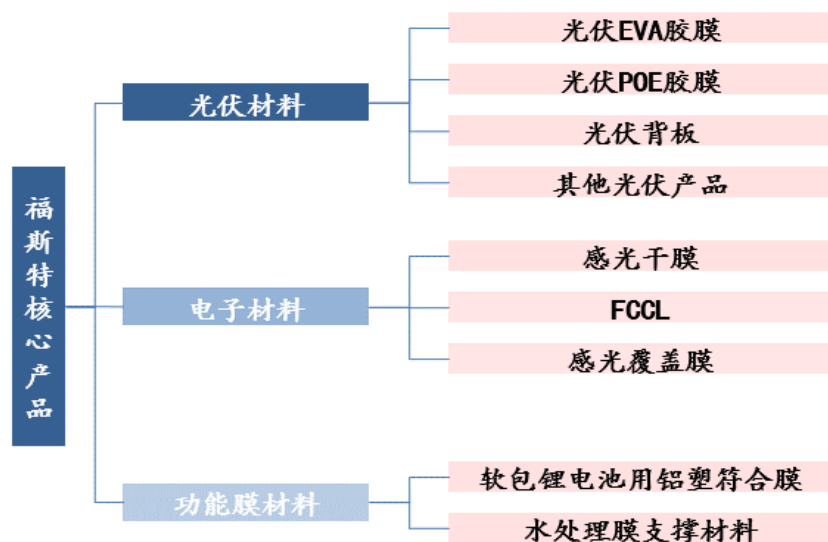 福斯特核心产品
光伏材料
光伏EVA胶膜
光伏POE胶膜
光伏背板
其他光伏产品
电子材料
感光干膜
FCCL
感光覆盖膜
功能膜材料
软包锂电池用铝塑符合膜
水处理膜支撑材料